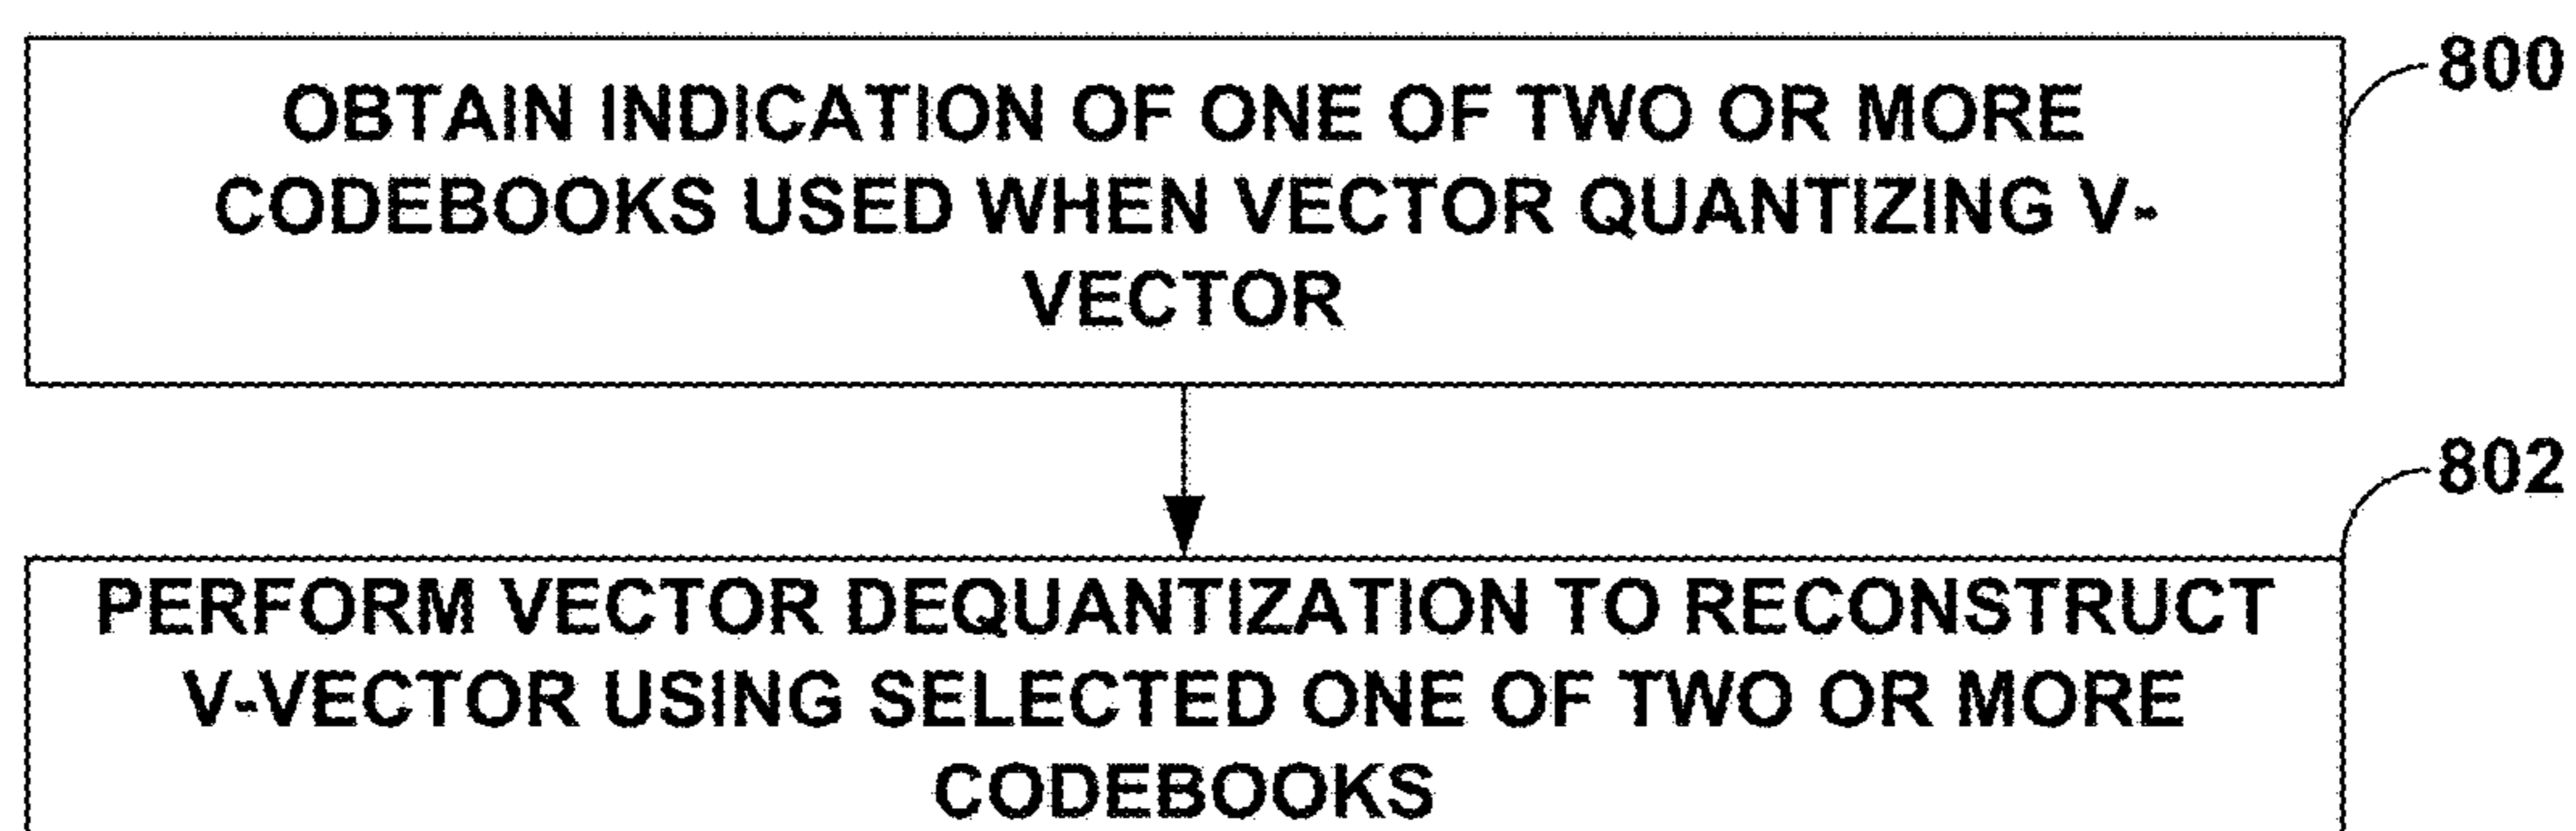 800
OBTAIN INDICATION OF ONE OF TWO OR MORE
CODEBOOKS USED WHEN VECTOR QUANTIZING V-
VECTOR
802
PERFORM VECTOR DEQUANTIZATION TO RECONSTRUCT
V-VECTOR USING SELECTED ONE OF TWO OR MORE
CODEBOOKS